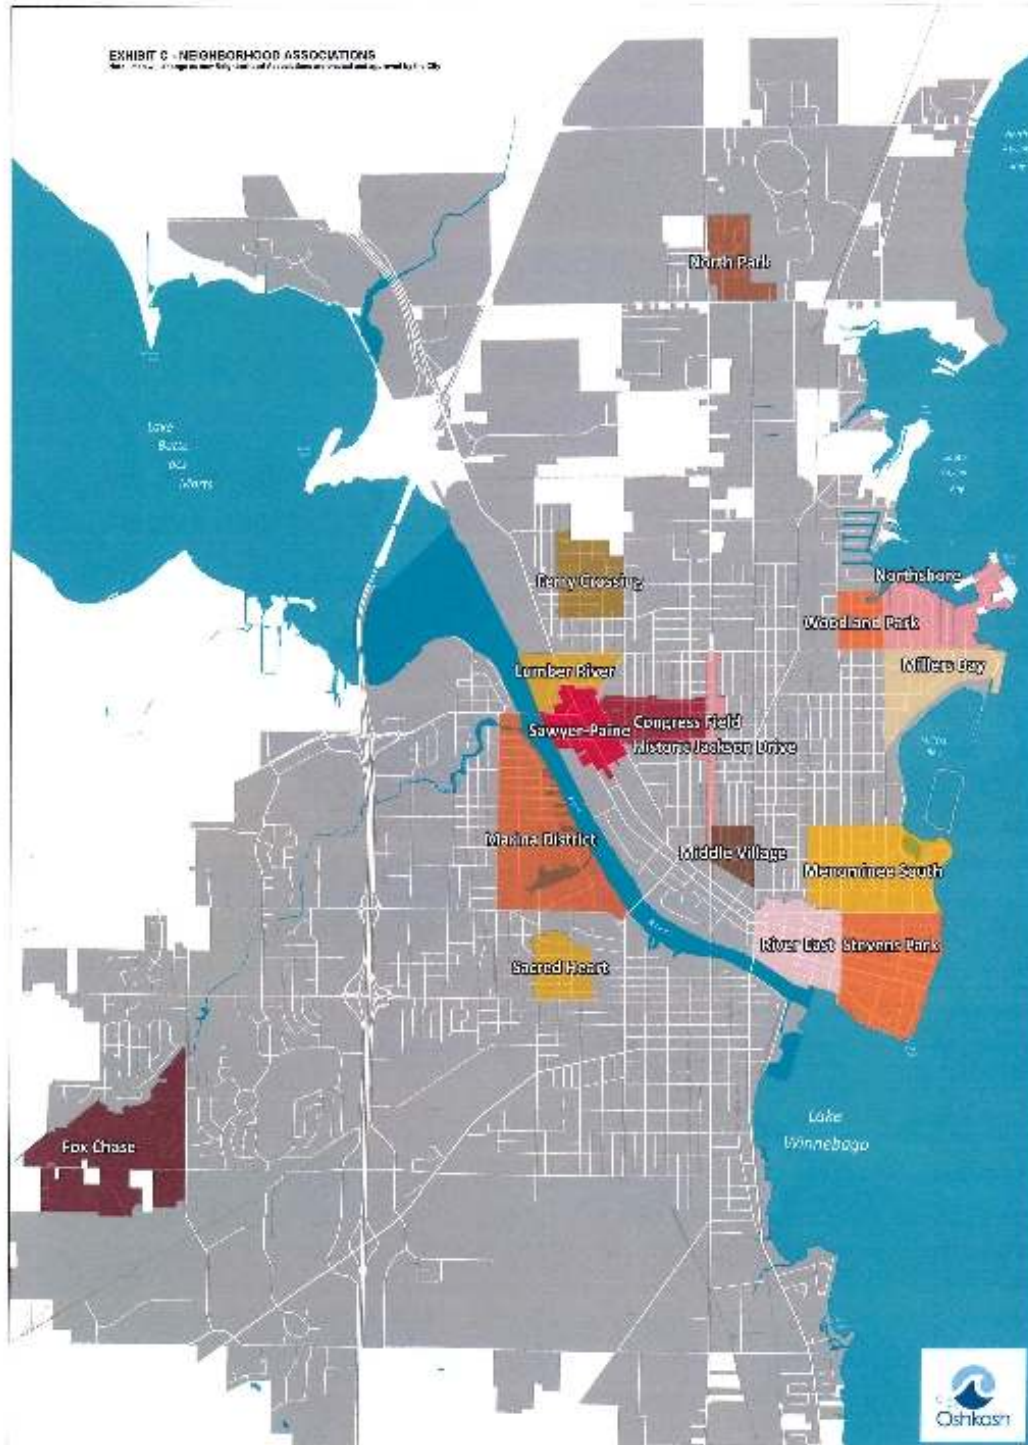 EXHIBIT C - NEIGHBORHOOD ASSOCIATIONS
North Park
Lake
Butte
des
Morts
Ferry Crossing
Northshore
Woodland Park
Millers Bay
Lumber River
Sawyer-Paine
Congress Field
Historic Jackson Drive
Marina District
Middle Village
Menominee South
River
River East
Stevens Park
Sacred Heart
Fox Chase
Lake
Winnebago
Oshkosh